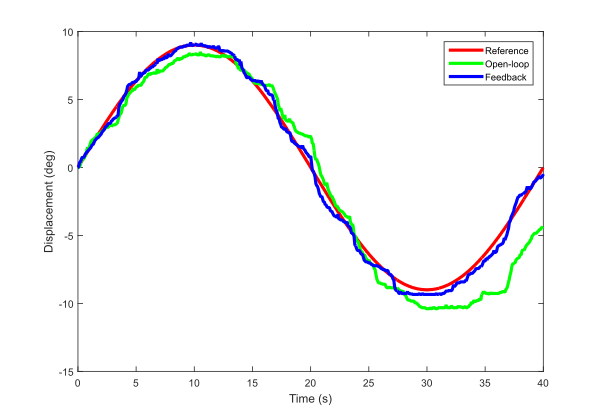 10
5
0
-5
-10
-15
0 5 10 15 20 25 30 35 40
Time (s)
Displacement (deg)
Reference
Open-loop
Feedback